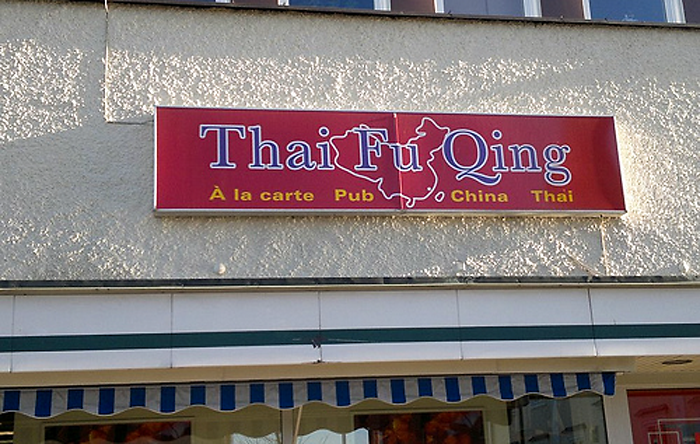 Thai Fu Qing
À la carte Pub China Thai